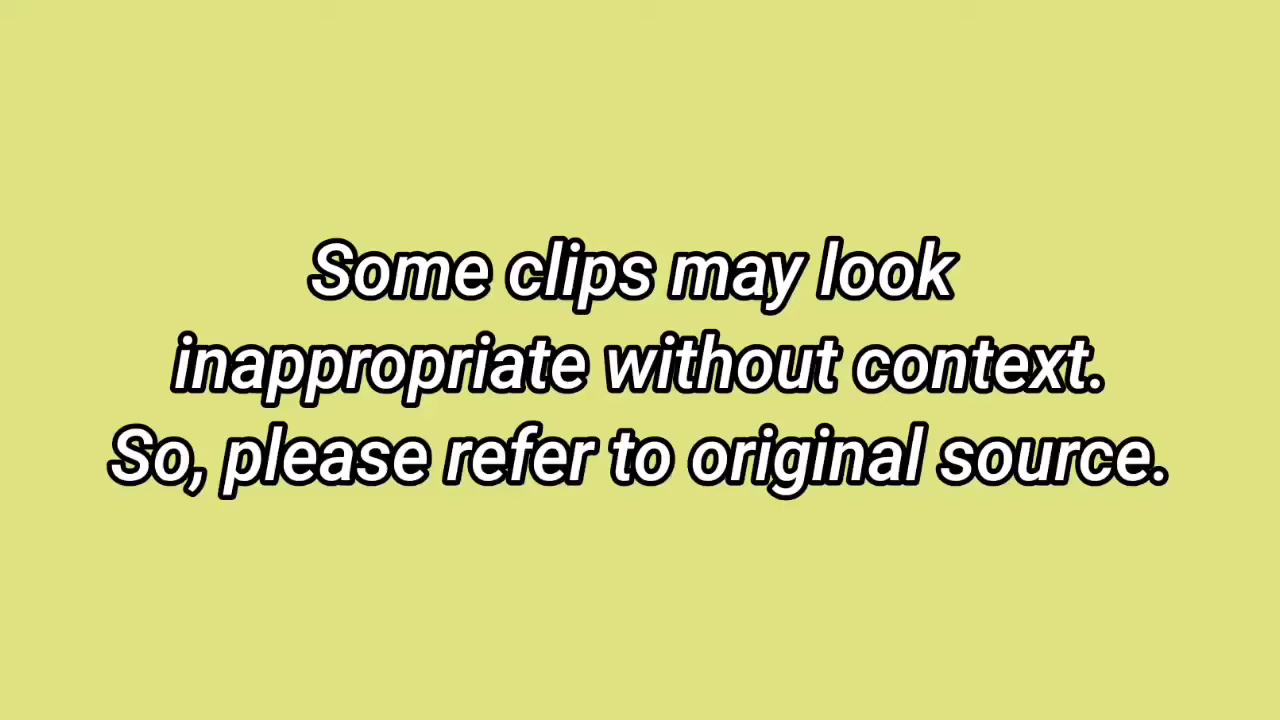 Some clips may look
inappropriate without context.
So, please refer to original source.